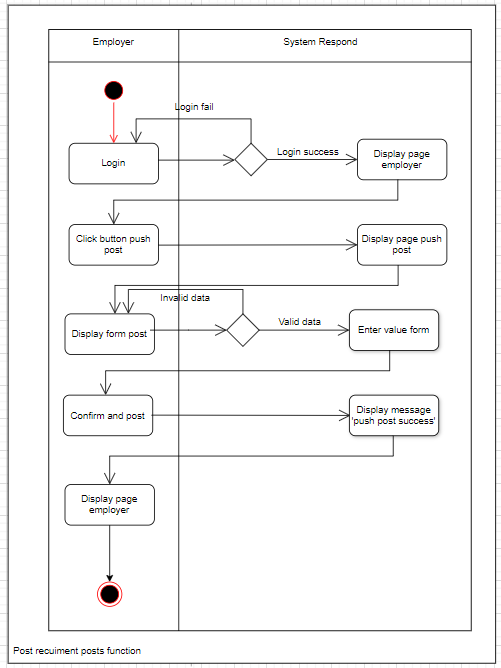 Employer
System Respond
Login fail
Login
Login success
Display page
employer
Click button push
post
Display page push
post
Invalid data
Display form post
Valid data
Enter value form
Confirm and post
Display message
'push post success'
Display page
employer
Post recuiment posts function